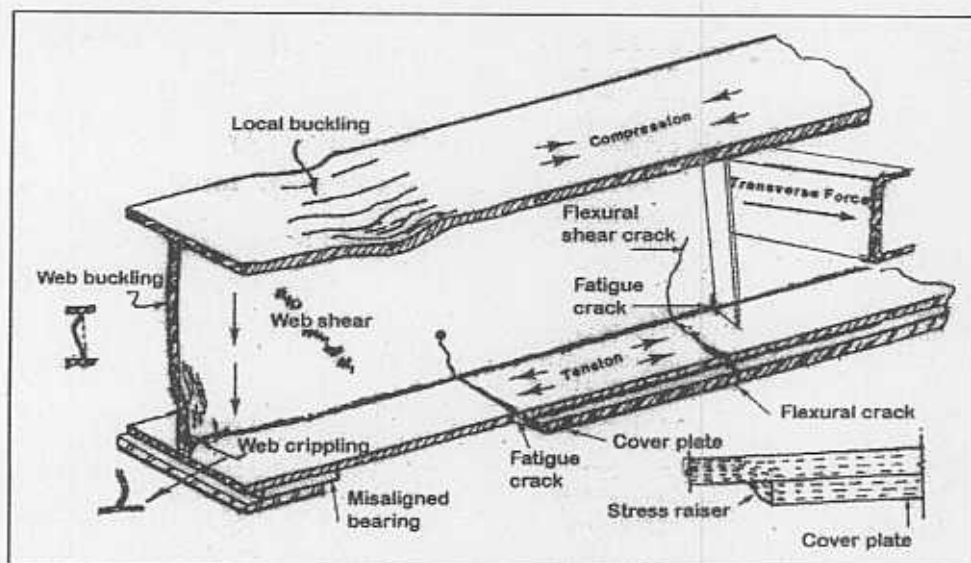 Local buckling
Compression
Transverse Force
Flexural
shear crack
Web buckling
Fatigue
crack
Web shear
Tension
Flexural crack
Web crippling
Cover plate
Fatigue
crack
Misaligned
bearing
Stress raiser
Cover plate